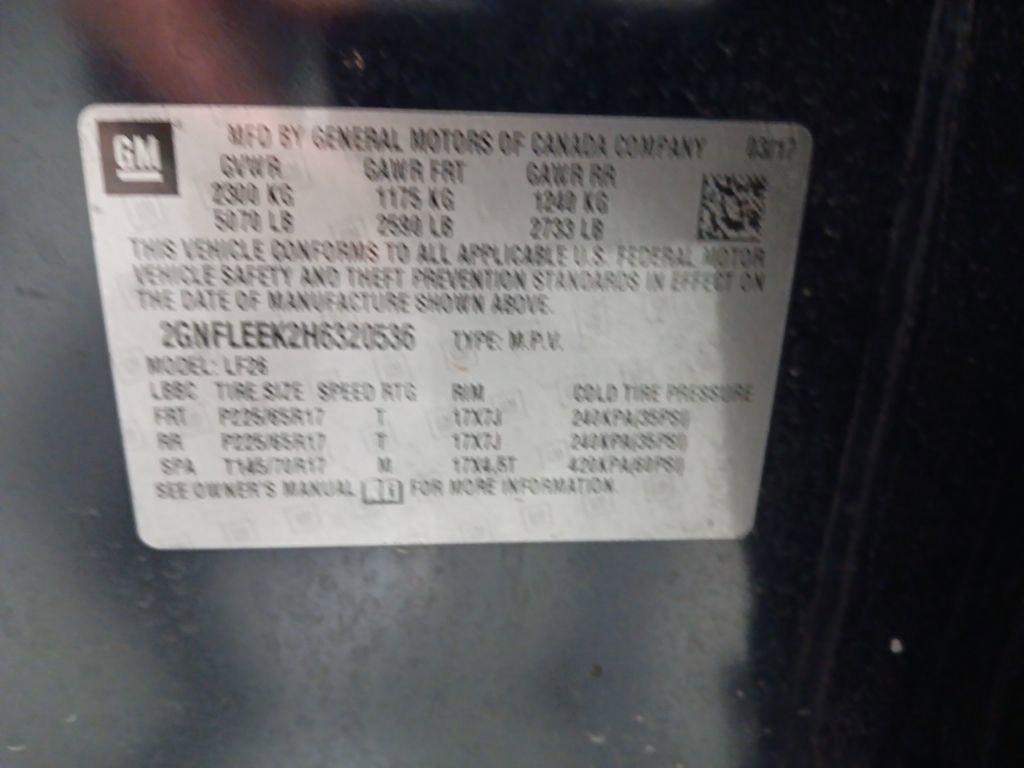 GM MFD BY GENERAL MOTORS OF CANADA COMPANY 03/17
GVWR GAWR FRT GAWR RR
2300 KG 1175 KG 1240 KG
5070 LB 2590 LB 2733 LB
THIS VEHICLE CONFORMS TO ALL APPLICABLE U.S. FEDERAL MOTOR
VEHICLE SAFETY AND THEFT PREVENTION STANDARDS IN EFFECT ON
THE DATE OF MANUFACTURE SHOWN ABOVE.
2GNFLEEK2H6320536 TYPE: M.P.V.
MODEL: LF26
LBBC TIRE SIZE SPEED RTG RIM COLD TIRE PRESSURE
FRT P225/65R17 T 17X7J 240KPA(35PSI)
RR P225/65R17 T 17X7J 240KPA(35PSI)
SPA T145/70R17 M 17X4.5T 420KPA(60PSI)
SEE OWNER'S MANUAL FOR MORE INFORMATION.